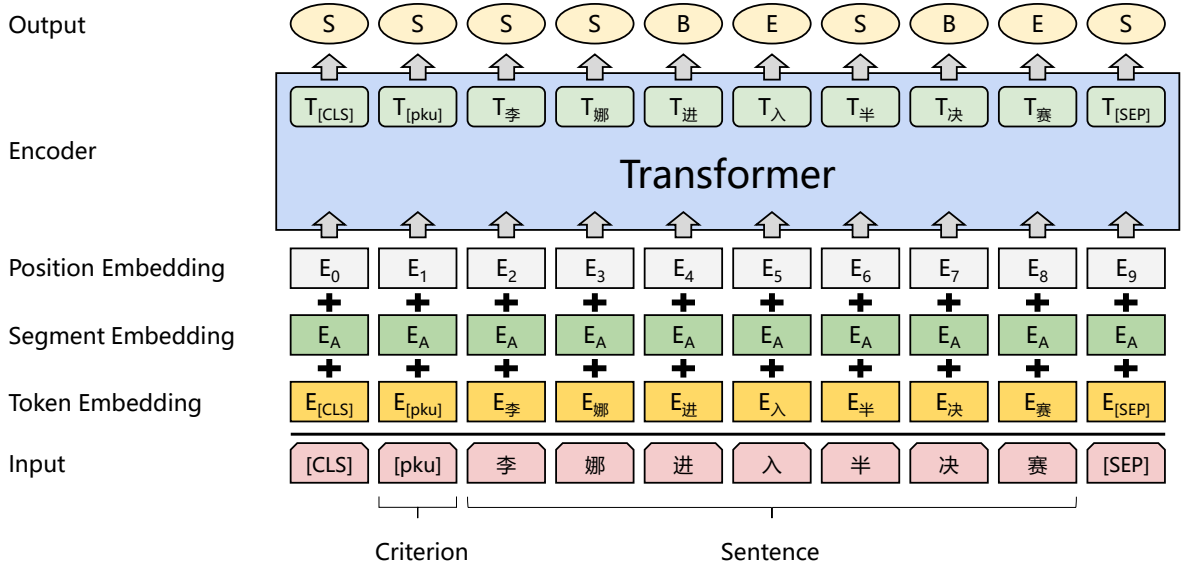 Output S S S S B E S B E S
Encoder T[CLS] T[pku] T李 T娜 T进 T入 T半 T决 T赛 T[SEP]
Transformer
Position Embedding E0 E1 E2 E3 E4 E5 E6 E7 E8 E9
+ + + + + + + + + +
Segment Embedding EA EA EA EA EA EA EA EA EA EA
+ + + + + + + + + +
Token Embedding E[CLS] E[pku] E李 E娜 E进 E入 E半 E决 E赛 E[SEP]
Input [CLS] [pku] 李 娜 进 入 半 决 赛 [SEP]
Criterion Sentence